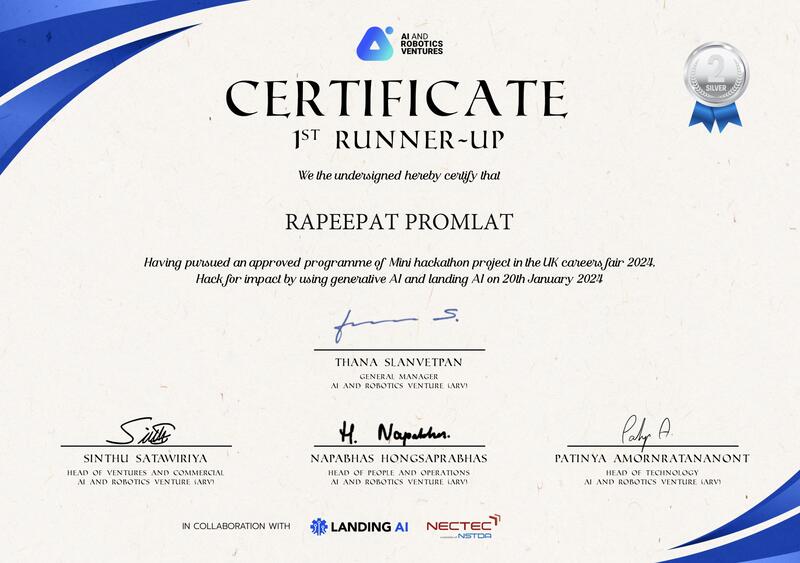 AI AND
ROBOTICS
VENTURES
2
SILVER
CERTIFICATE
1ST RUNNER-UP
We the undersigned hereby certify that
RAPEEPAT PROMLAT
Having pursued an approved programme of Mini hackathon project in the UK careers fair 2024,
Hack for impact by using generative AI and landing AI on 20th January 2024
THANA SLANVETPAN
GENERAL MANAGER
AI AND ROBOTICS VENTURE (ARV)
H. Napabhas.
Patiya A.
SINTHU SATAWIRIYA
NAPABHAS HONGSAPRABHAS
PATINYA AMORNRATANANONT
HEAD OF VENTURES AND COMMERCIAL
HEAD OF PEOPLE AND OPERATIONS
HEAD OF TECHNOLOGY
AI AND ROBOTICS VENTURE (ARV)
AI AND ROBOTICS VENTURE (ARV)
AI AND ROBOTICS VENTURE (ARV)
IN COLLABORATION WITH LANDING AI NECTEC
NSTDA